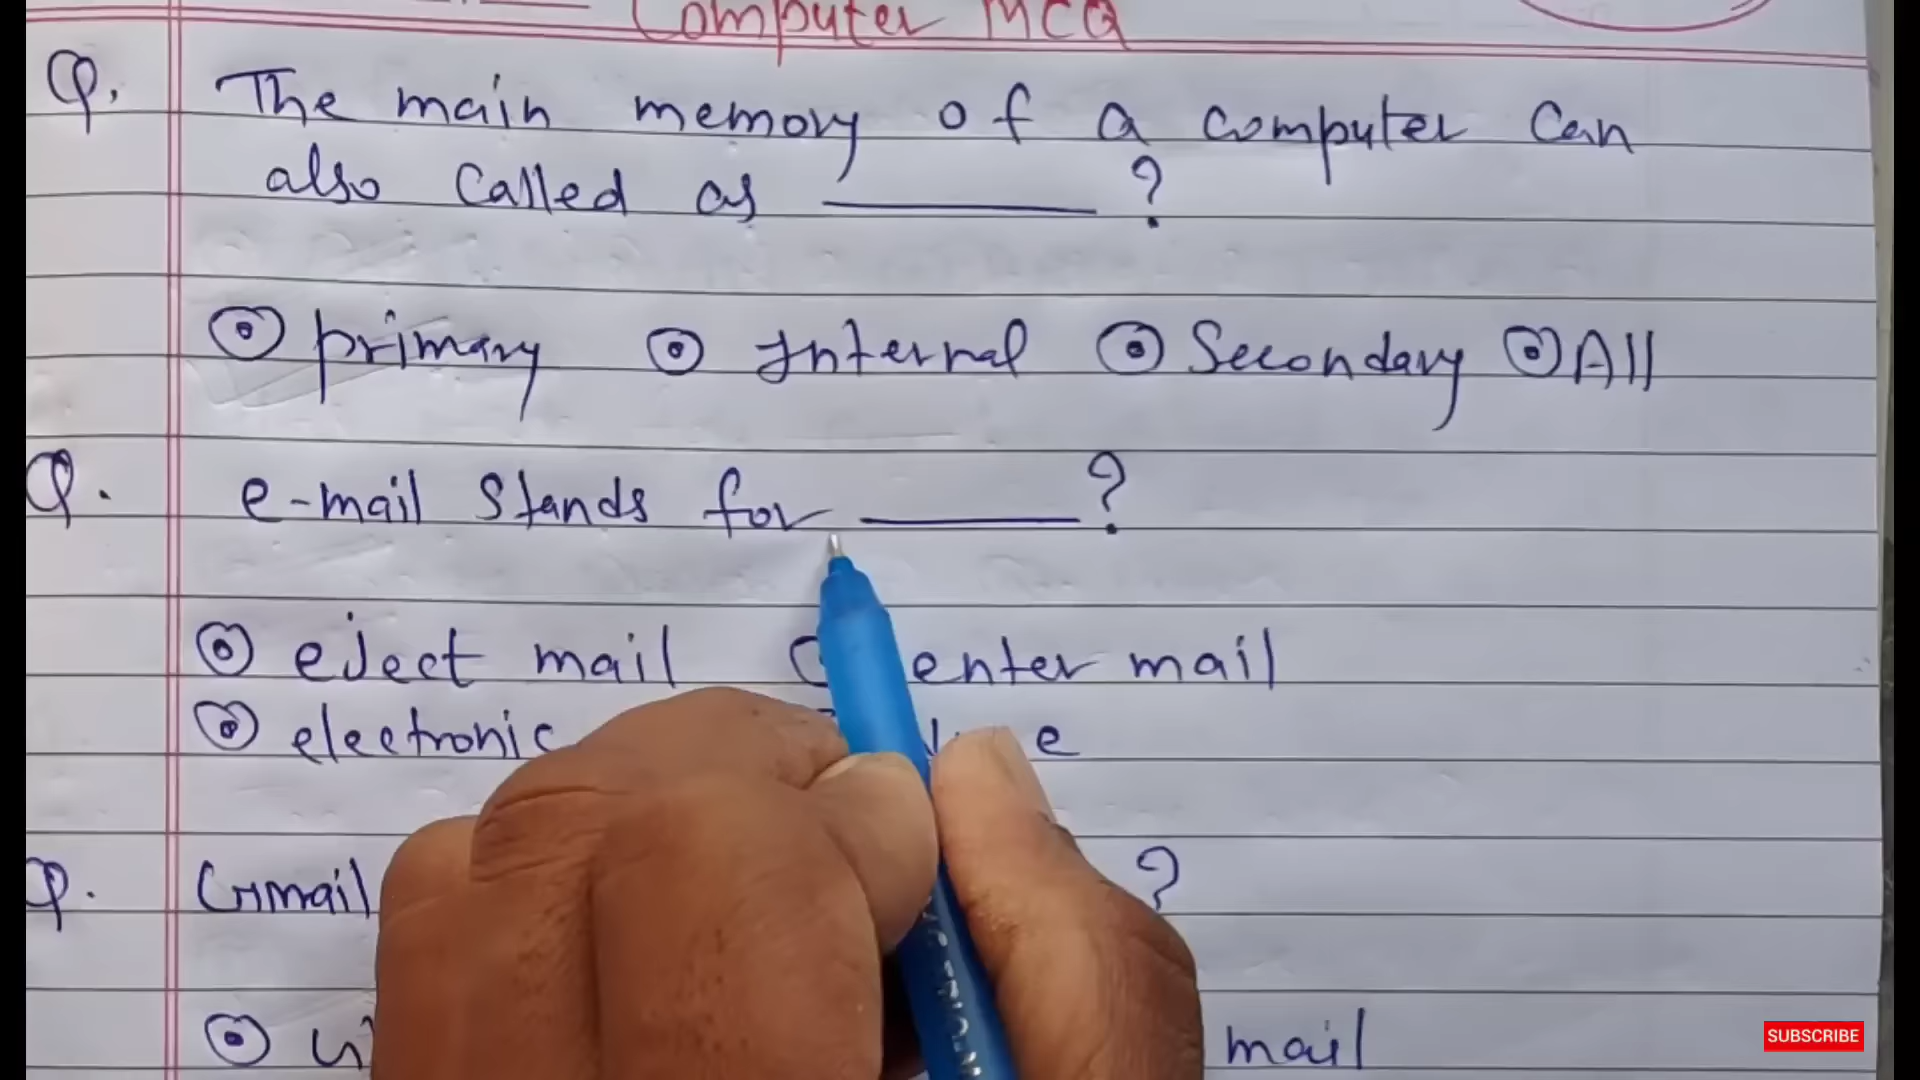 Computer MCQ
Q. The main memory of a computer can
also called as ______ ?
primary Internal Secondary All
Q. e-mail stands for ______ ?
eject mail enter mail
electronic
Q. Gmail ?
mail
SUBSCRIBE